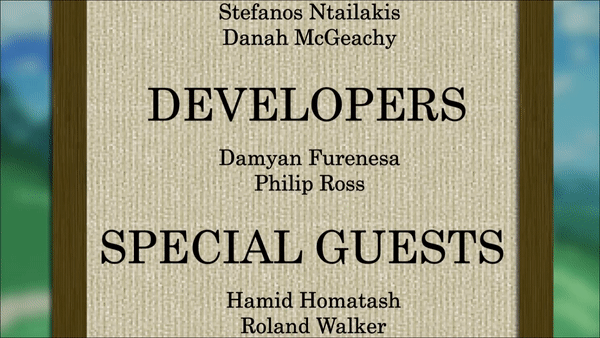 Stefanos Ntailakis
Danah McGeachy
DEVELOPERS
Damyan Furenesa
Philip Ross
SPECIAL GUESTS
Hamid Homatash
Roland Walker